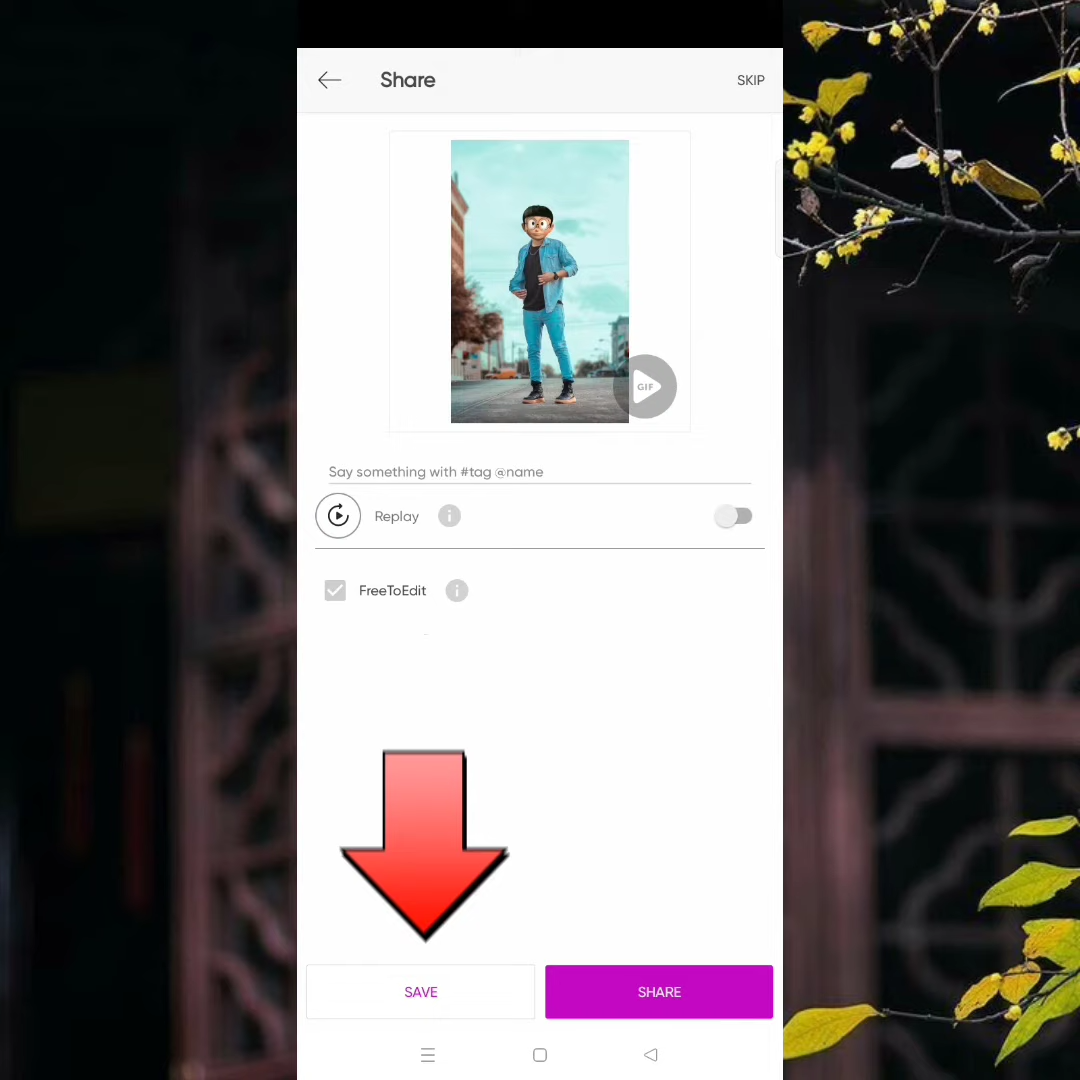 Share
SKIP
GIF
Say something with #tag @name
Replay
FreeToEdit
SAVE
SHARE